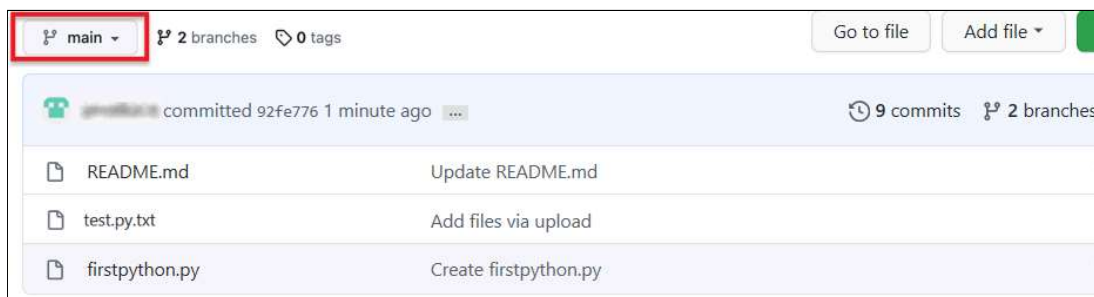 main 2 branches 0 tags Go to file Add file
committed 92fe776 1 minute ago ... 9 commits 2 branches
README.md Update README.md
test.py.txt Add files via upload
firstpython.py Create firstpython.py